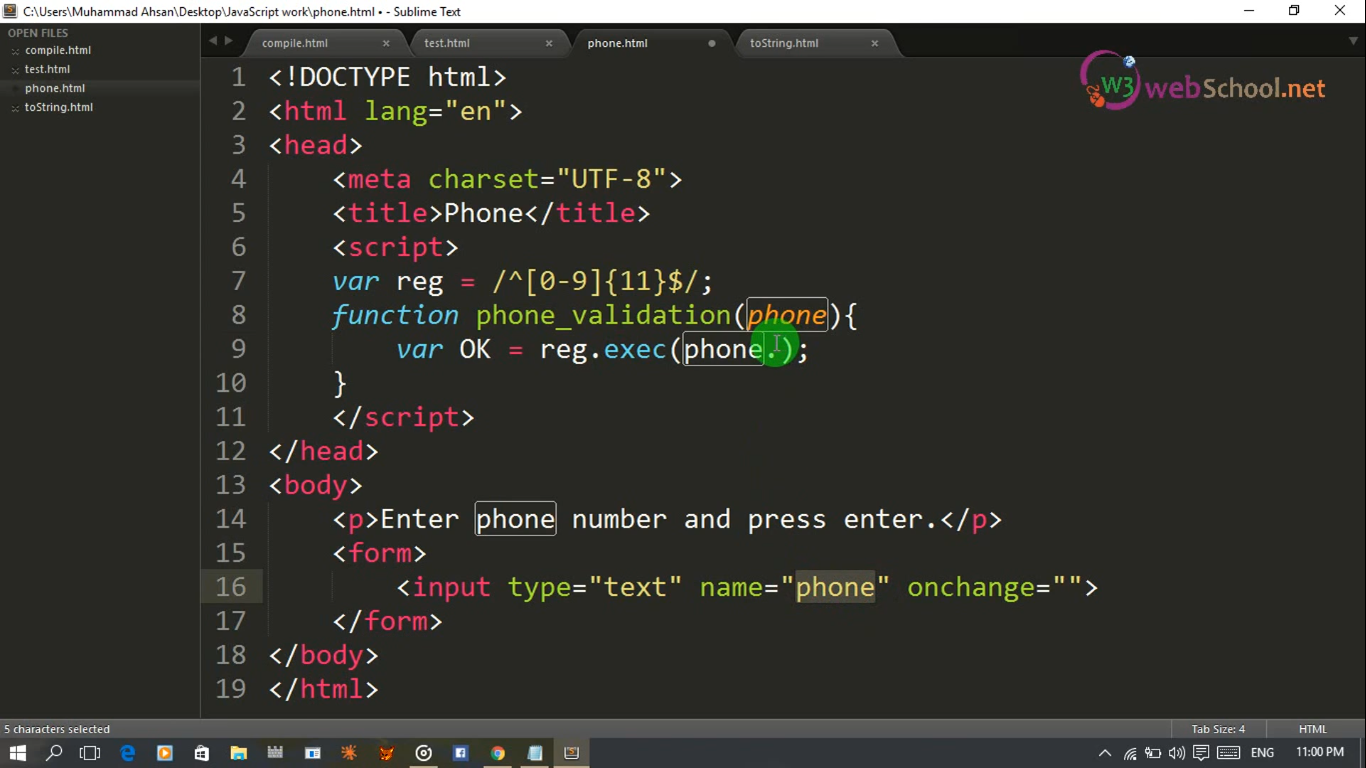 C:\Users\Muhammad Ahsan\Desktop\JavaScript work\phone.html • - Sublime Text
OPEN FILES
compile.html
test.html
phone.html
toString.html
compile.html × test.html × phone.html toString.html ×
W3 webSchool.net
1 <!DOCTYPE html>
2 <html lang="en">
3 <head>
4 <meta charset="UTF-8">
5 <title>Phone</title>
6 <script>
7 var reg = /^[0-9]{11}$/;
8 function phone_validation(phone){
9 var OK = reg.exec(phone.);
10 }
11 </script>
12 </head>
13 <body>
14 <p>Enter phone number and press enter.</p>
15 <form>
16 <input type="text" name="phone" onchange="">
17 </form>
18 </body>
19 </html>
5 characters selected Tab Size: 4 HTML
ENG 11:00 PM